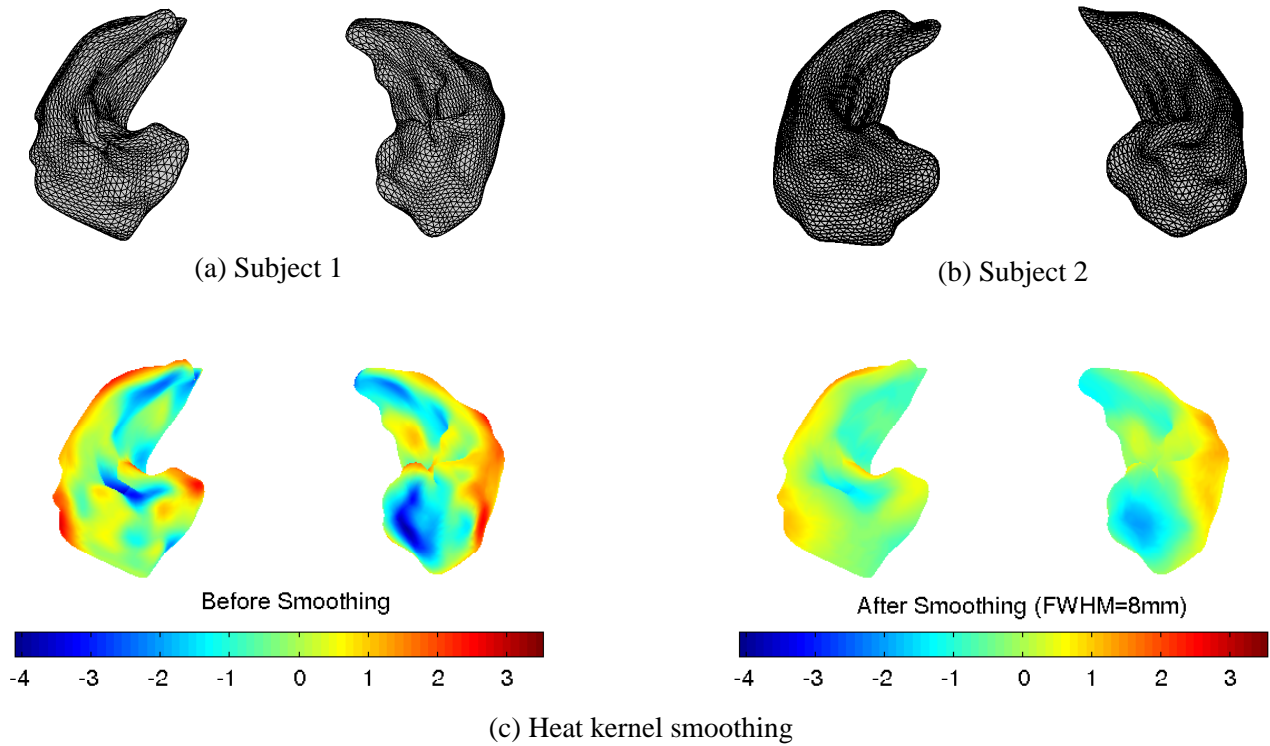 (a) Subject 1
(b) Subject 2
Before Smoothing
-4 -3 -2 -1 0 1 2 3
After Smoothing (FWHM=8mm)
-4 -3 -2 -1 0 1 2 3
(c) Heat kernel smoothing